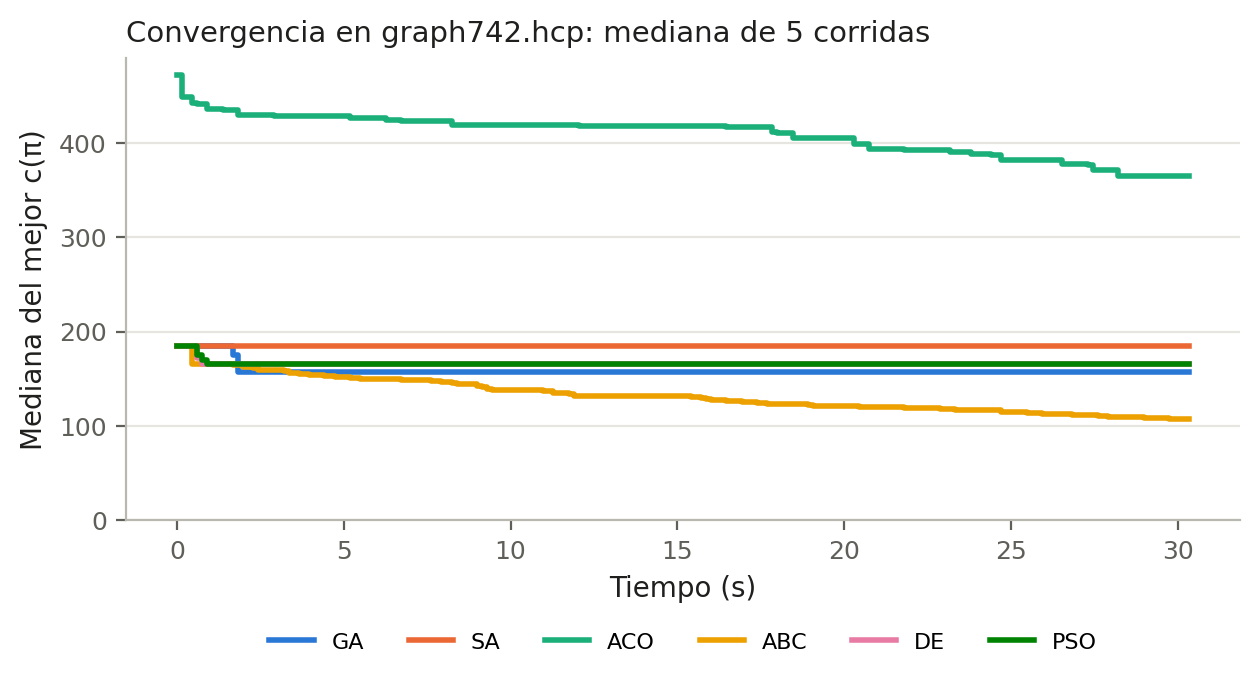 Convergencia en graph742.hcp: mediana de 5 corridas
Mediana del mejor c(π)
400
300
200
100
0
0 5 10 15 20 25 30
Tiempo (s)
GA SA ACO ABC DE PSO